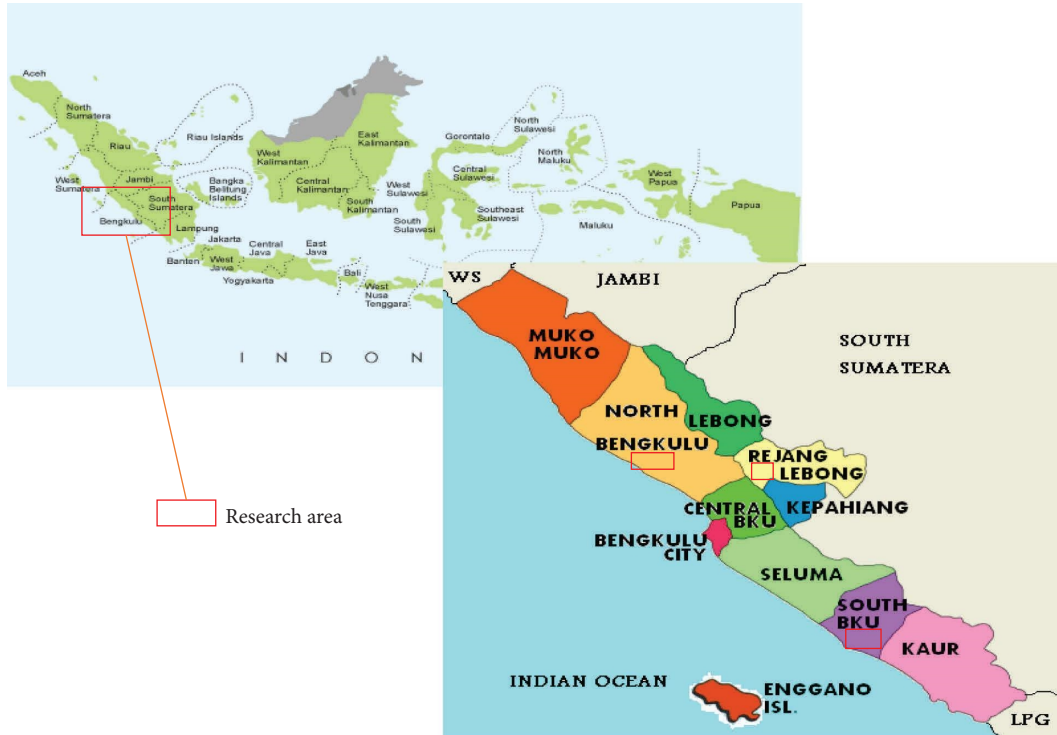 Aceh
North
Sumatera
Riau
Riau Islands
West
Sumatera
Jambi
South
Sumatera
Bengkulu
Bangka
Belitung
Islands
Lampung
Banten
Jakarta
West
Jawa
Central
Java
Yogyakarta
East
Java
Bali
West
Nusa
Tenggara
West
Kalimantan
Central
Kalimantan
East
Kalimantan
South
Kalimantan
Gorontalo
North
Sulawesi
Central
Sulawesi
West
Sulawesi
South
Sulawesi
Southeast
Sulawesi
North
Maluku
Maluku
West
Papua
Papua
I N D O N
Research area
WS
JAMBI
SOUTH
SUMATERA
MUKO
MUKO
NORTH
BENGKULU
LEBONG
REJANG
LEBONG
KEPAHIANG
CENTRAL
BKU
BENGKULU
CITY
SELUMA
SOUTH
BKU
KAUR
INDIAN OCEAN
ENGGANO
ISL.
LPG